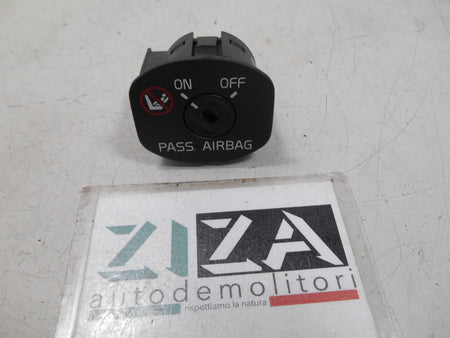 ON OFF
PASS. AIRBAG
ZIZA
autodemolitori
rispettiamo la natura